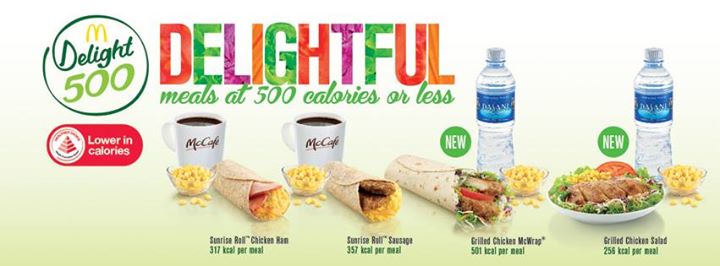 Delight
500
DELIGHTFUL
meals at 500 calories or less
Lower in
calories
McCafé
McCafé
NEW
DASANI
NEW
DASANI
Sunrise Roll™ Chicken Ham
317 kcal per meal
Sunrise Roll™ Sausage
357 kcal per meal
Grilled Chicken McWrap®
501 kcal per meal
Grilled Chicken Salad
256 kcal per meal